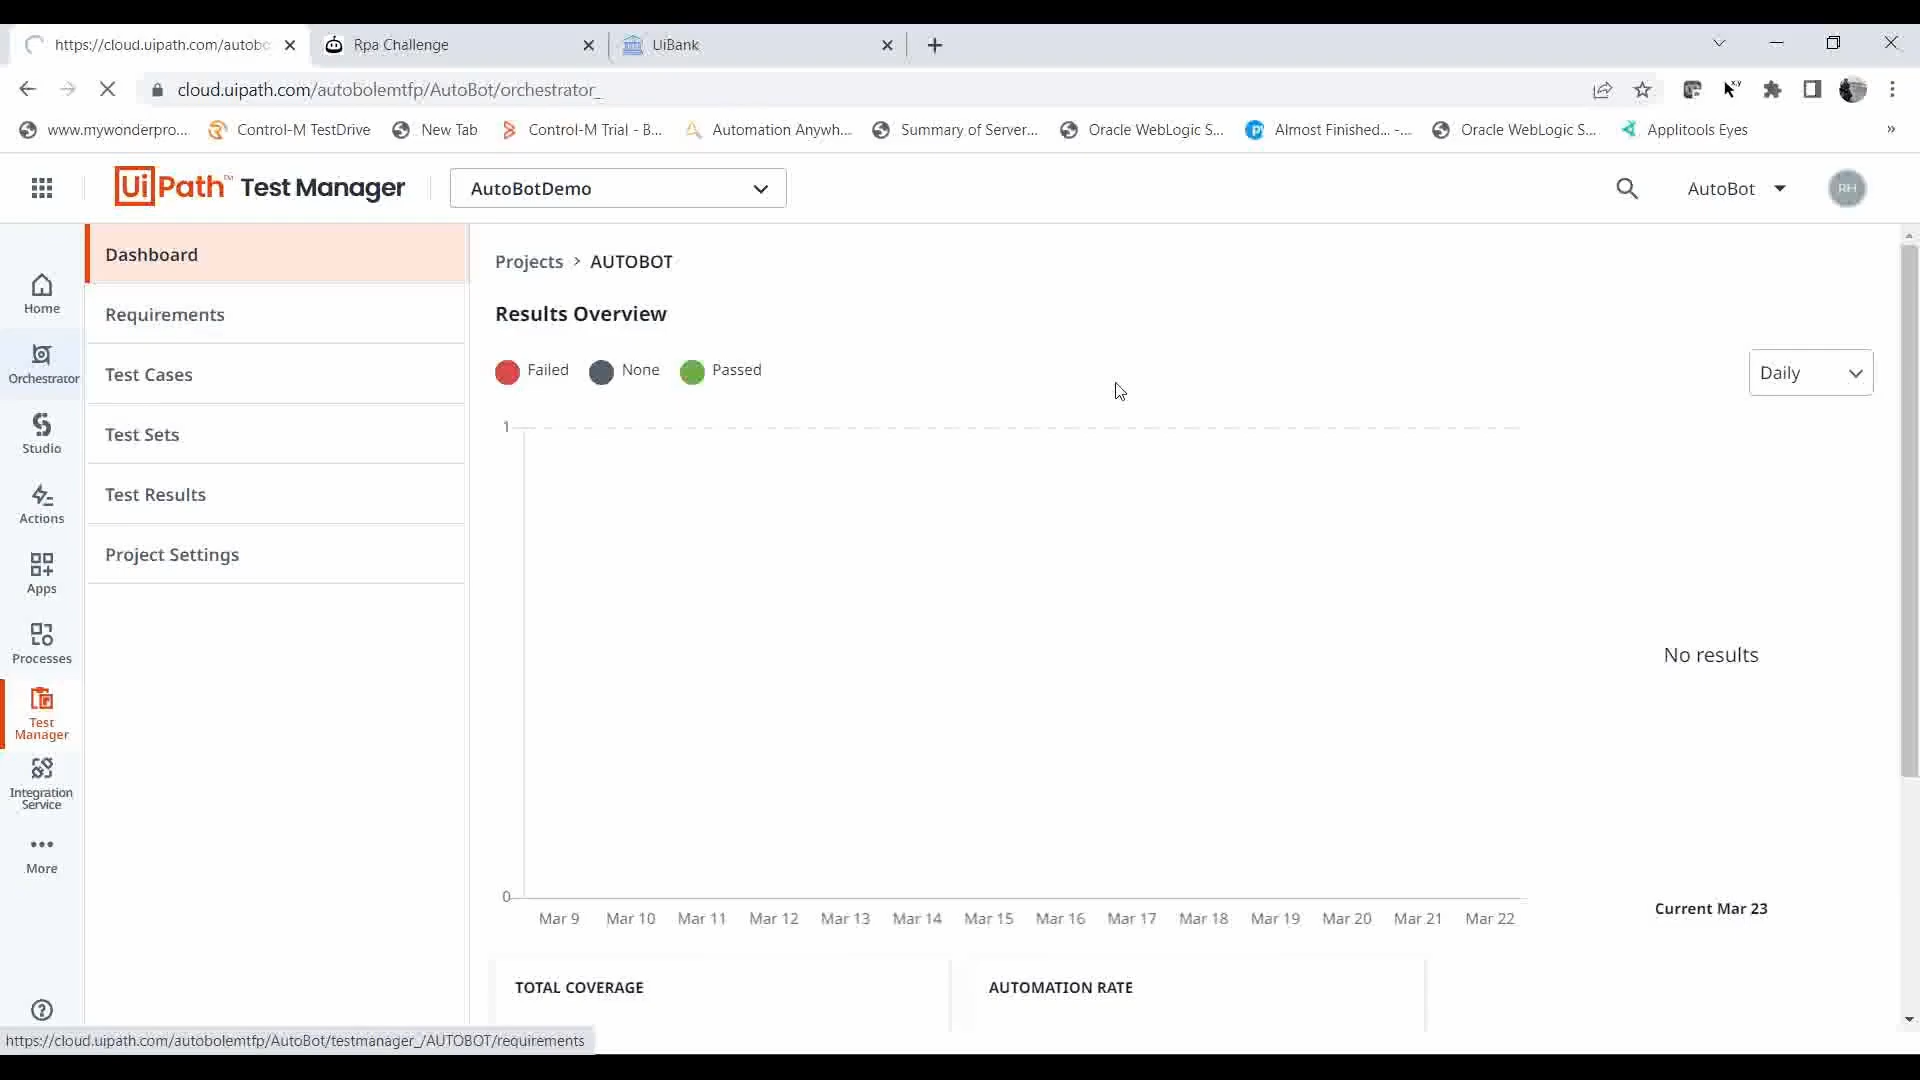 https://cloud.uipath.com/autobo
Rpa Challenge
UiBank
cloud.uipath.com/autobolemtfp/AutoBot/orchestrator_
www.mywonderpro...
Control-M TestDrive
New Tab
Control-M Trial - B...
Automation Anywh...
Summary of Server...
Oracle WebLogic S...
Almost Finished... -...
Oracle WebLogic S...
Applitools Eyes
»
UiPath™ Test Manager
AutoBotDemo
AutoBot
RH
Home
Orchestrator
Studio
Actions
Apps
Processes
Test
Manager
Integration
Service
More
Dashboard
Requirements
Test Cases
Test Sets
Test Results
Project Settings
Projects > AUTOBOT
Results Overview
Failed None Passed
Daily
1
0
Mar 9 Mar 10 Mar 11 Mar 12 Mar 13 Mar 14 Mar 15 Mar 16 Mar 17 Mar 18 Mar 19 Mar 20 Mar 21 Mar 22
No results
Current Mar 23
TOTAL COVERAGE
AUTOMATION RATE
https://cloud.uipath.com/autobolemtfp/AutoBot/testmanager_/AUTOBOT/requirements